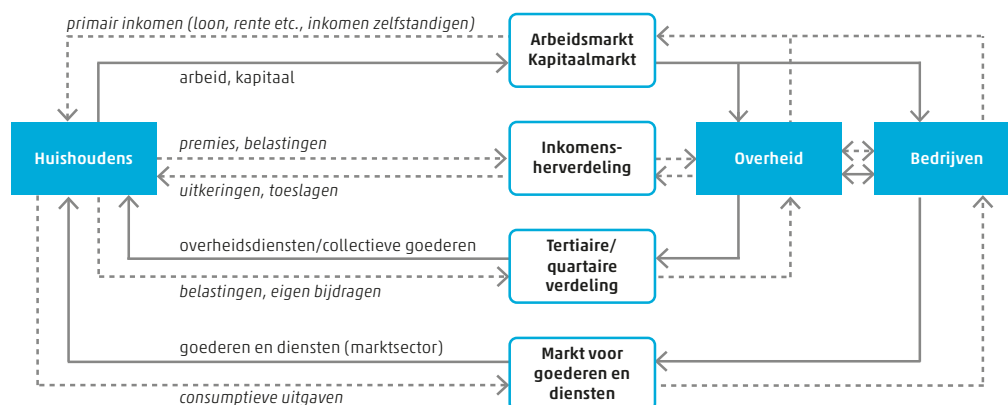 primair inkomen (loon, rente etc., inkomen zelfstandigen)
Arbeidsmarkt
Kapitaalmarkt
arbeid, kapitaal
Huishoudens
premies, belastingen
Inkomens-
herverdeling
Overheid
Bedrijven
uitkeringen, toeslagen
overheidsdiensten/collectieve goederen
Tertiaire/
quartaire
verdeling
belastingen, eigen bijdragen
goederen en diensten (marktsector)
Markt voor
goederen en
diensten
consumptieve uitgaven